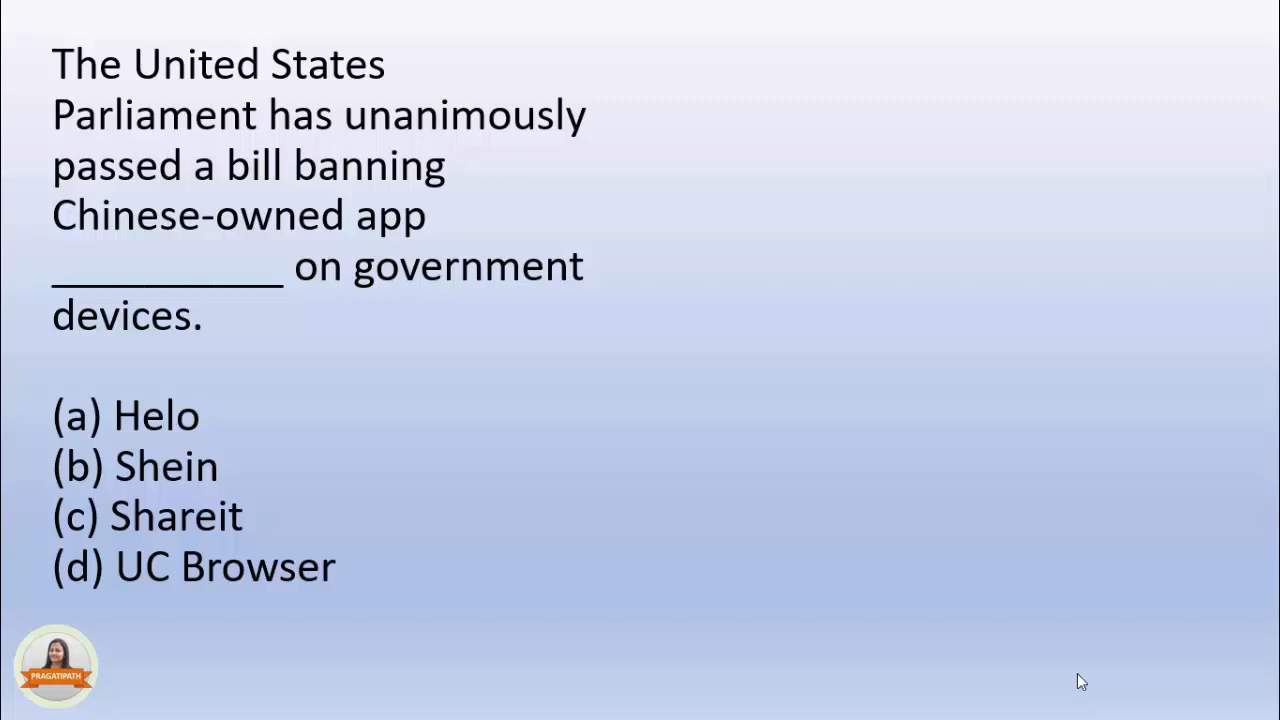 The United States
Parliament has unanimously
passed a bill banning
Chinese-owned app
___________ on government
devices.
(a) Helo
(b) Shein
(c) Shareit
(d) UC Browser
PRAGATIPATH